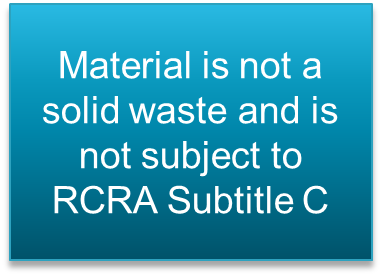 Material is not a
solid waste and is
not subject to
RCRA Subtitle C